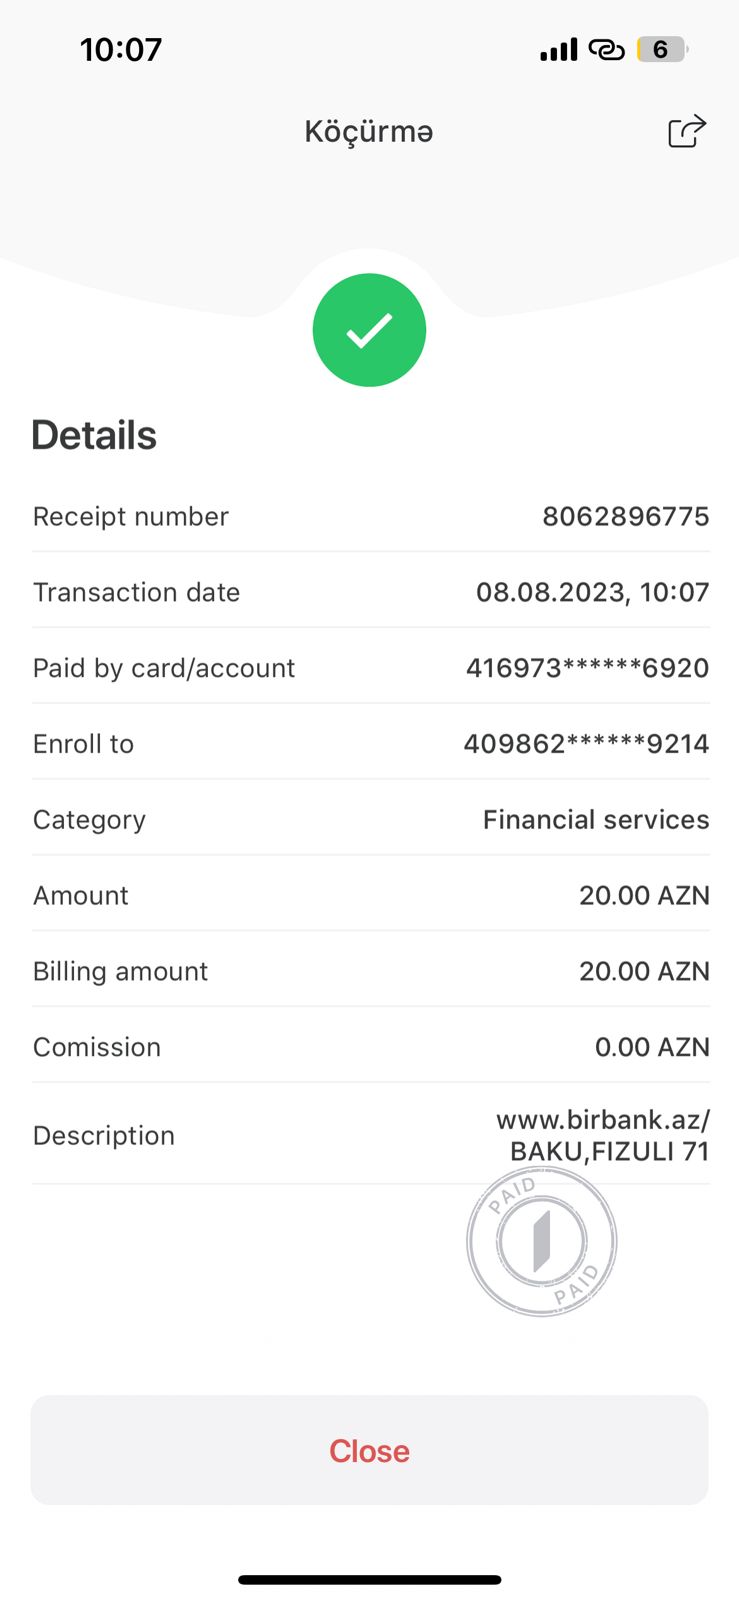 10:07
6
Köçürmə
Details
Receipt number 8062896775
Transaction date 08.08.2023, 10:07
Paid by card/account 416973******6920
Enroll to 409862******9214
Category Financial services
Amount 20.00 AZN
Billing amount 20.00 AZN
Comission 0.00 AZN
Description www.birbank.az/
BAKU,FIZULI 71
PAID
PAID
Close